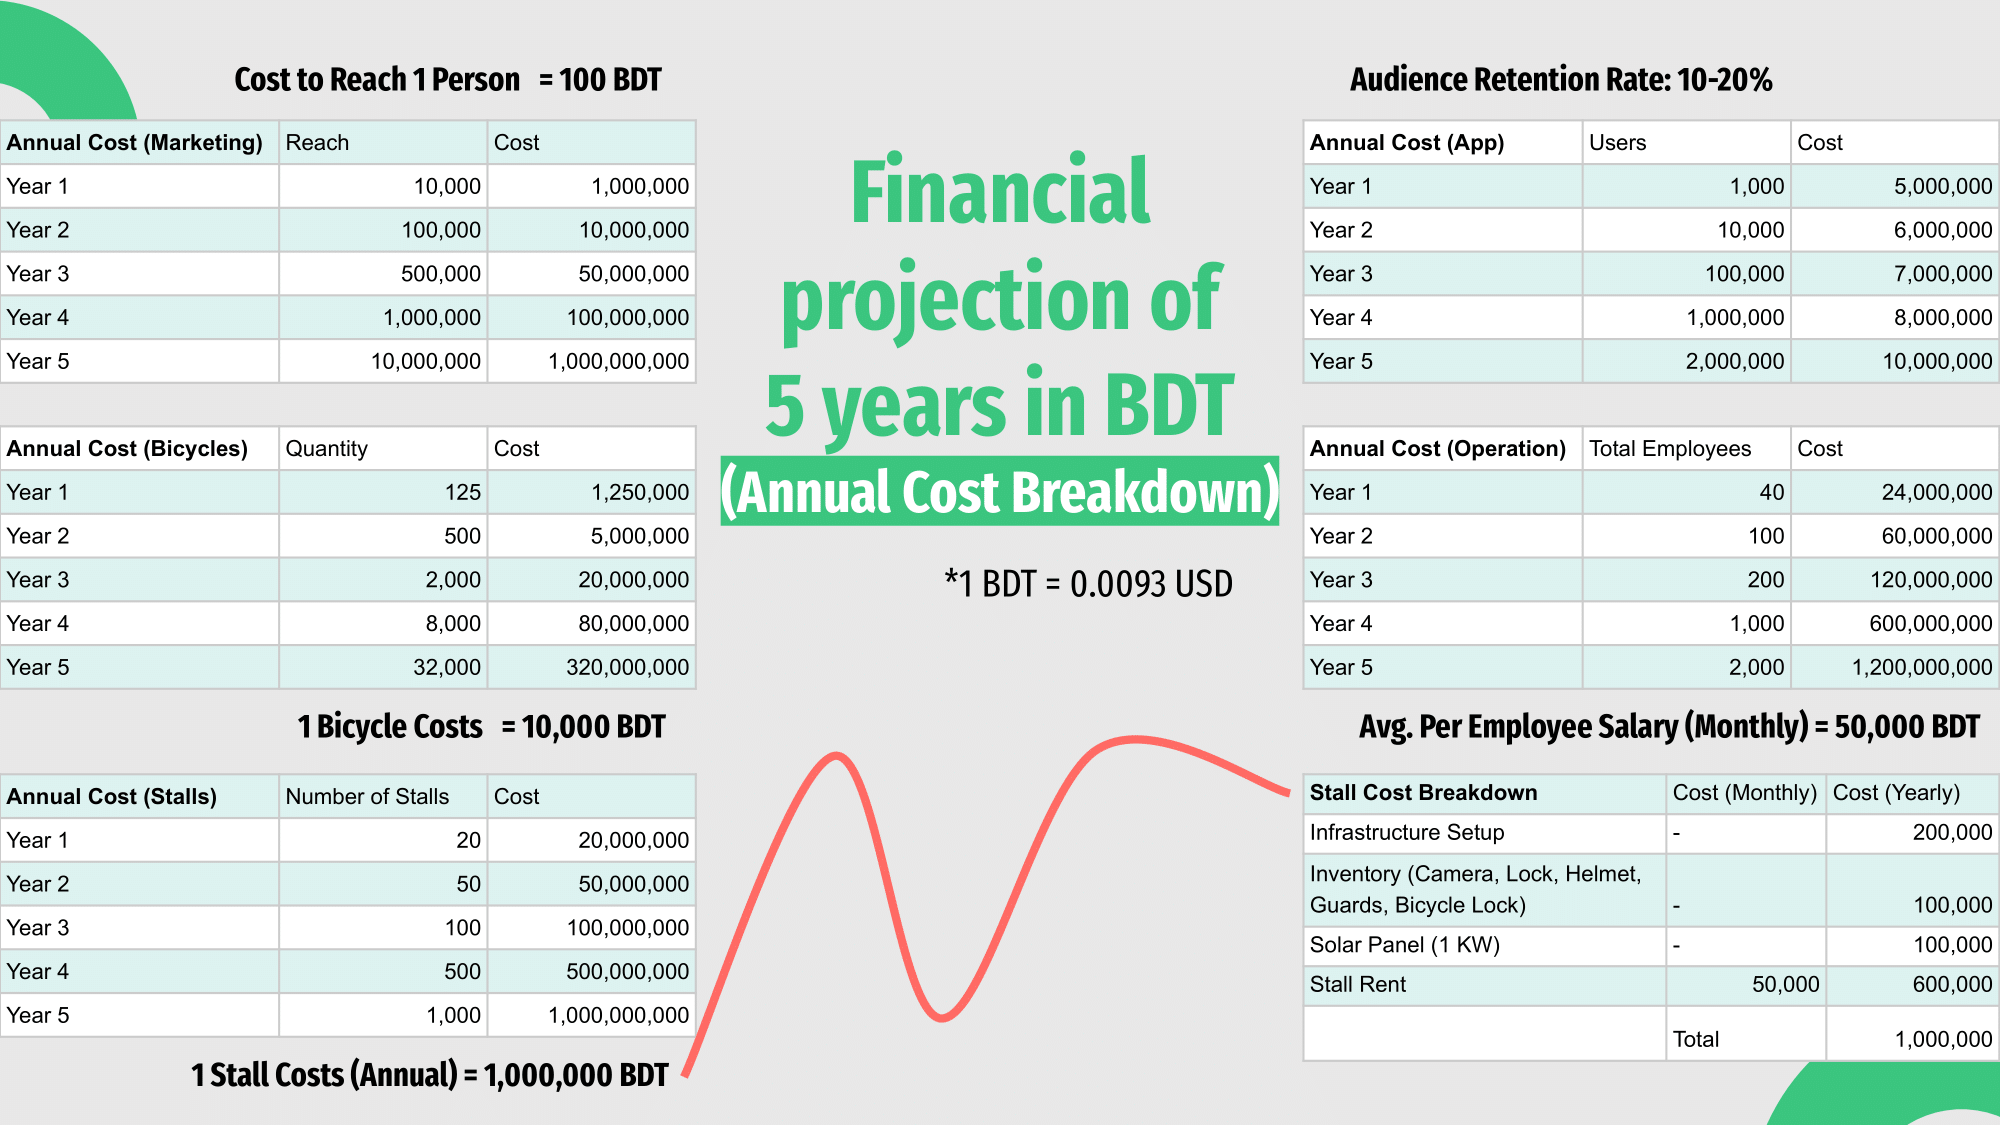 Cost to Reach 1 Person = 100 BDT
Annual Cost (Marketing) Reach Cost
Year 1 10,000 1,000,000
Year 2 100,000 10,000,000
Year 3 500,000 50,000,000
Year 4 1,000,000 100,000,000
Year 5 10,000,000 1,000,000,000
Annual Cost (Bicycles) Quantity Cost
Year 1 125 1,250,000
Year 2 500 5,000,000
Year 3 2,000 20,000,000
Year 4 8,000 80,000,000
Year 5 32,000 320,000,000
1 Bicycle Costs = 10,000 BDT
Annual Cost (Stalls) Number of Stalls Cost
Year 1 20 20,000,000
Year 2 50 50,000,000
Year 3 100 100,000,000
Year 4 500 500,000,000
Year 5 1,000 1,000,000,000
1 Stall Costs (Annual) = 1,000,000 BDT
Financial
projection of
5 years in BDT
(Annual Cost Breakdown)
*1 BDT = 0.0093 USD
Audience Retention Rate: 10-20%
Annual Cost (App) Users Cost
Year 1 1,000 5,000,000
Year 2 10,000 6,000,000
Year 3 100,000 7,000,000
Year 4 1,000,000 8,000,000
Year 5 2,000,000 10,000,000
Annual Cost (Operation) Total Employees Cost
Year 1 40 24,000,000
Year 2 100 60,000,000
Year 3 200 120,000,000
Year 4 1,000 600,000,000
Year 5 2,000 1,200,000,000
Avg. Per Employee Salary (Monthly) = 50,000 BDT
Stall Cost Breakdown Cost (Monthly) Cost (Yearly)
Infrastructure Setup - 200,000
Inventory (Camera, Lock, Helmet,
Guards, Bicycle Lock) - 100,000
Solar Panel (1 KW) - 100,000
Stall Rent 50,000 600,000
Total 1,000,000